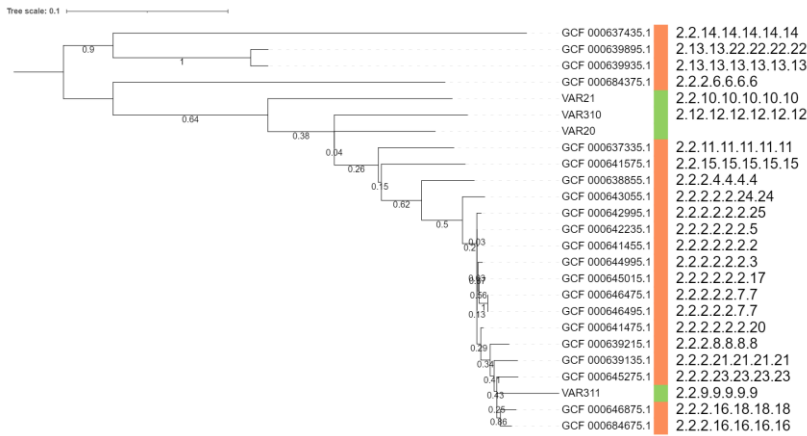 Tree scale: 0.1
GCF 000637435.1 2.2.14.14.14.14.14
0.9
GCF 000639895.1 2.13.13.22.22.22.22
1
GCF 000639935.1 2.13.13.13.13.13.13
GCF 000684375.1 2.2.2.6.6.6.6
VAR21 2.2.10.10.10.10.10
0.64
VAR310 2.12.12.12.12.12.12
0.38
VAR20
GCF 000637335.1 2.2.11.11.11.11.11
0.04
GCF 000641575.1 2.2.15.15.15.15.15
0.26
0.15
GCF 000638855.1 2.2.2.4.4.4.4
GCF 000643055.1 2.2.2.2.2.24.24
0.62
GCF 000642995.1 2.2.2.2.2.2.25
0.5
GCF 000642235.1 2.2.2.2.2.2.5
0.03
GCF 000641455.1 2.2.2.2.2.2.2
0.2
GCF 000644995.1 2.2.2.2.2.2.3
GCF 000645015.1 2.2.2.2.2.2.17
GCF 000646475.1 2.2.2.2.2.7.7
0.56
GCF 000646495.1 2.2.2.2.2.7.7
1
0.13
GCF 000641475.1 2.2.2.2.2.2.20
GCF 000639215.1 2.2.2.8.8.8.8
0.29
GCF 000639135.1 2.2.2.21.21.21.21
0.34
GCF 000645275.1 2.2.2.23.23.23.23
0.41
VAR311 2.2.9.9.9.9.9
0.43
GCF 000646875.1 2.2.2.16.18.18.18
0.25
GCF 000684675.1 2.2.2.16.16.16.16
0.86